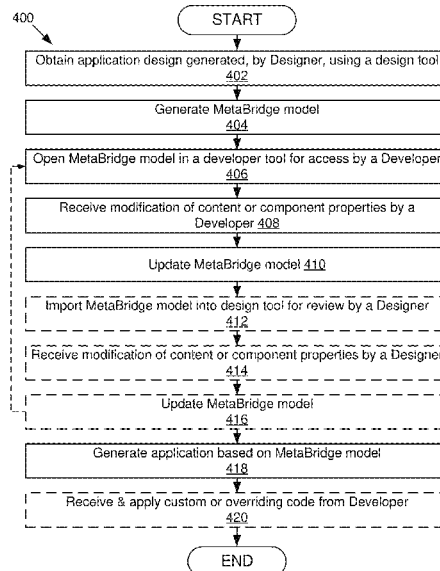 400
START
Obtain application design generated, by Designer, using a design tool
402
Generate MetaBridge model
404
Open MetaBridge model in a developer tool for access by a Developer
406
Receive modification of content or component properties by a
Developer 408
Update MetaBridge model 410
Import MetaBridge model into design tool for review by a Designer
412
Receive modification of content or component properties by a Designer
414
Update MetaBridge model
416
Generate application based on MetaBridge model
418
Receive & apply custom or overriding code from Developer
420
END